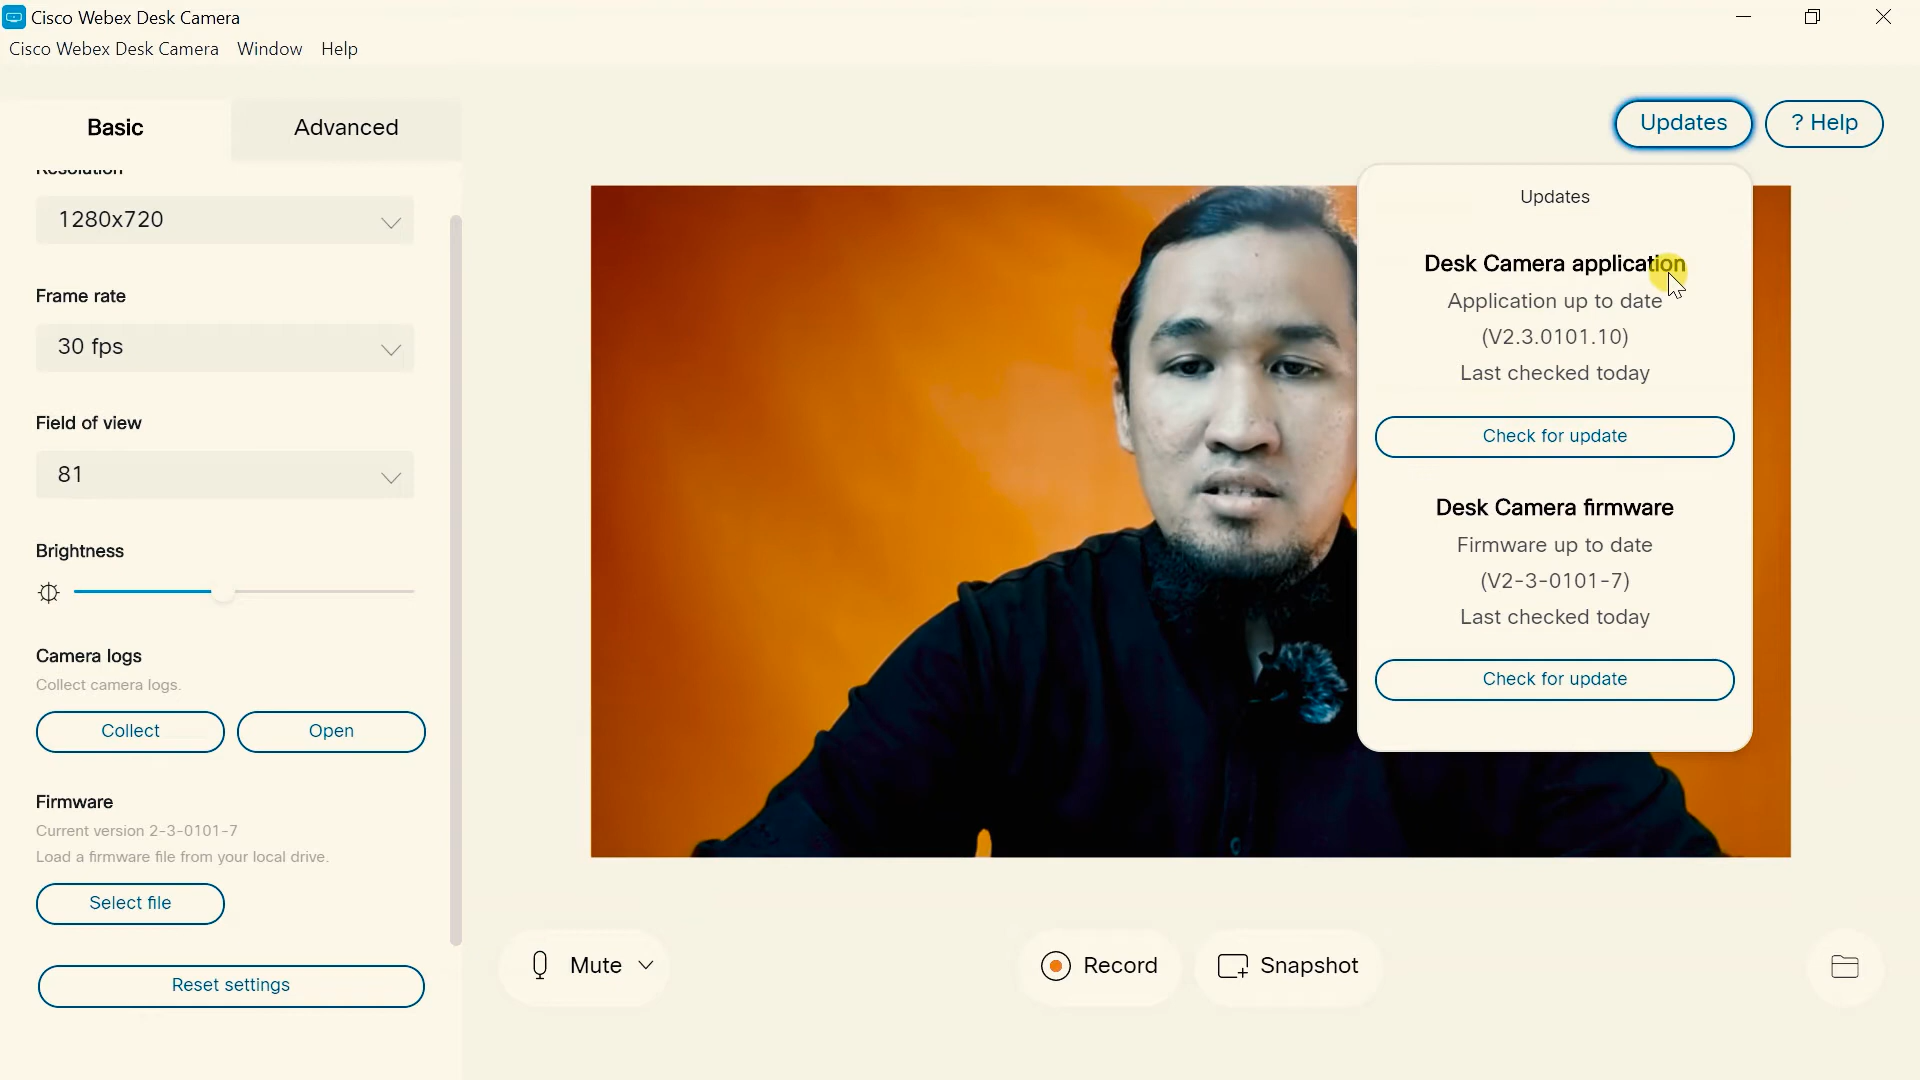 Cisco Webex Desk Camera
Cisco Webex Desk Camera Window Help
Basic Advanced
Updates ? Help
Resolution
1280x720
Frame rate
30 fps
Field of view
81
Brightness
Camera logs
Collect camera logs.
Collect Open
Firmware
Current version 2-3-0101-7
Load a firmware file from your local drive.
Select file
Reset settings
Updates
Desk Camera application
Application up to date
(V2.3.0101.10)
Last checked today
Check for update
Desk Camera firmware
Firmware up to date
(V2-3-0101-7)
Last checked today
Check for update
Mute Record Snapshot